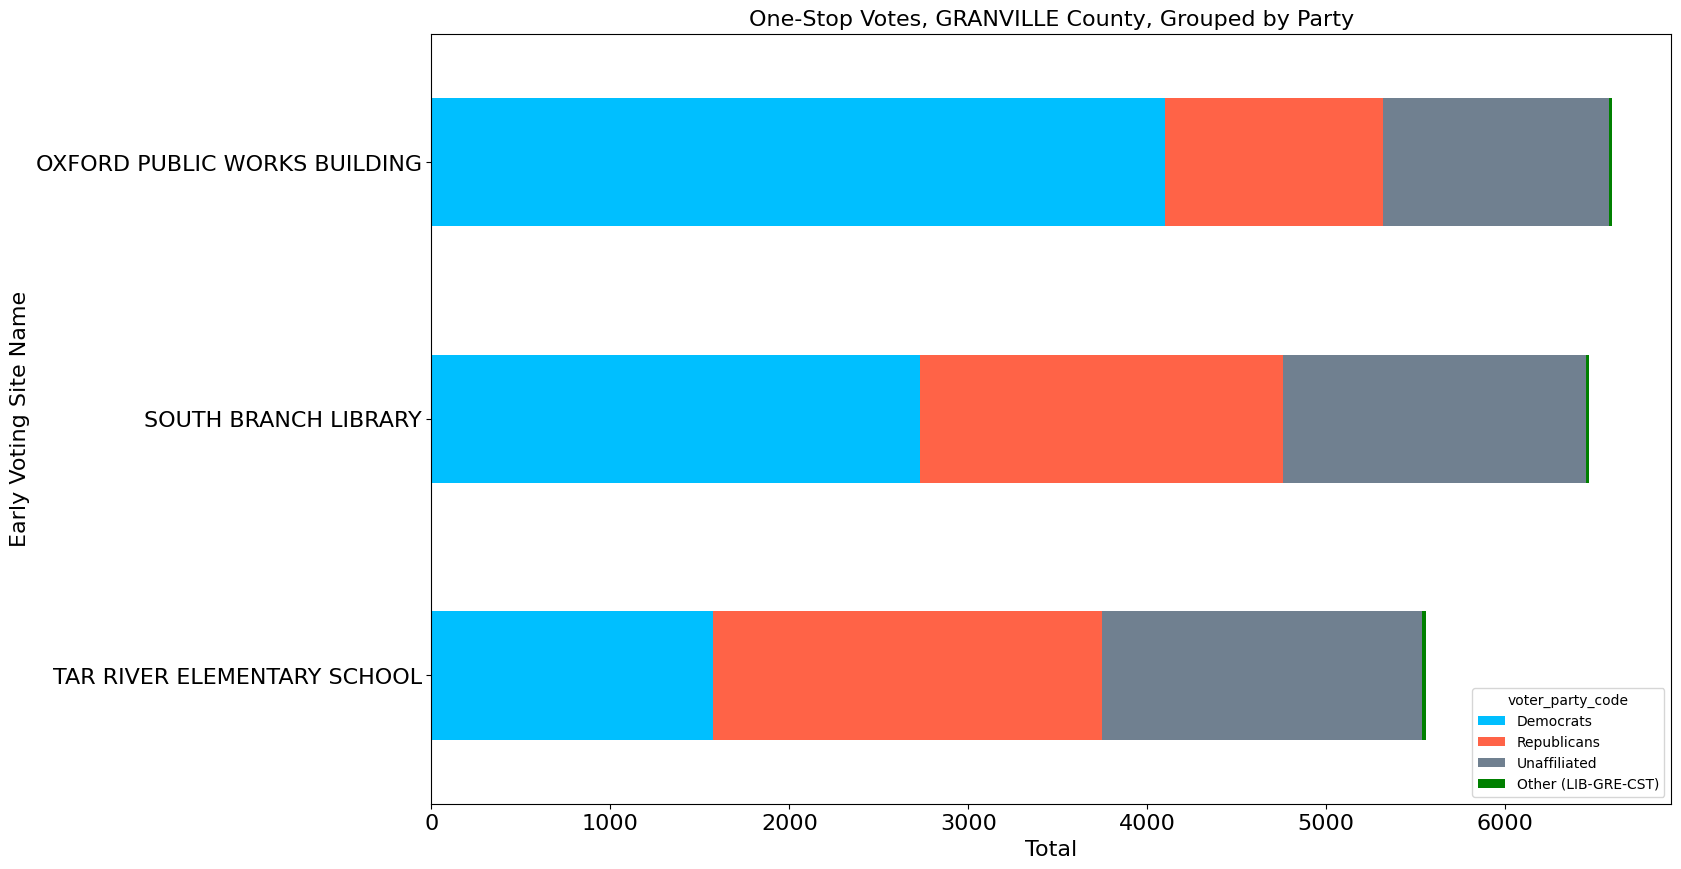 One-Stop Votes, GRANVILLE County, Grouped by Party
Early Voting Site Name
OXFORD PUBLIC WORKS BUILDING
SOUTH BRANCH LIBRARY
TAR RIVER ELEMENTARY SCHOOL
voter_party_code
Democrats
Republicans
Unaffiliated
Other (LIB-GRE-CST)
0 1000 2000 3000 4000 5000 6000
Total